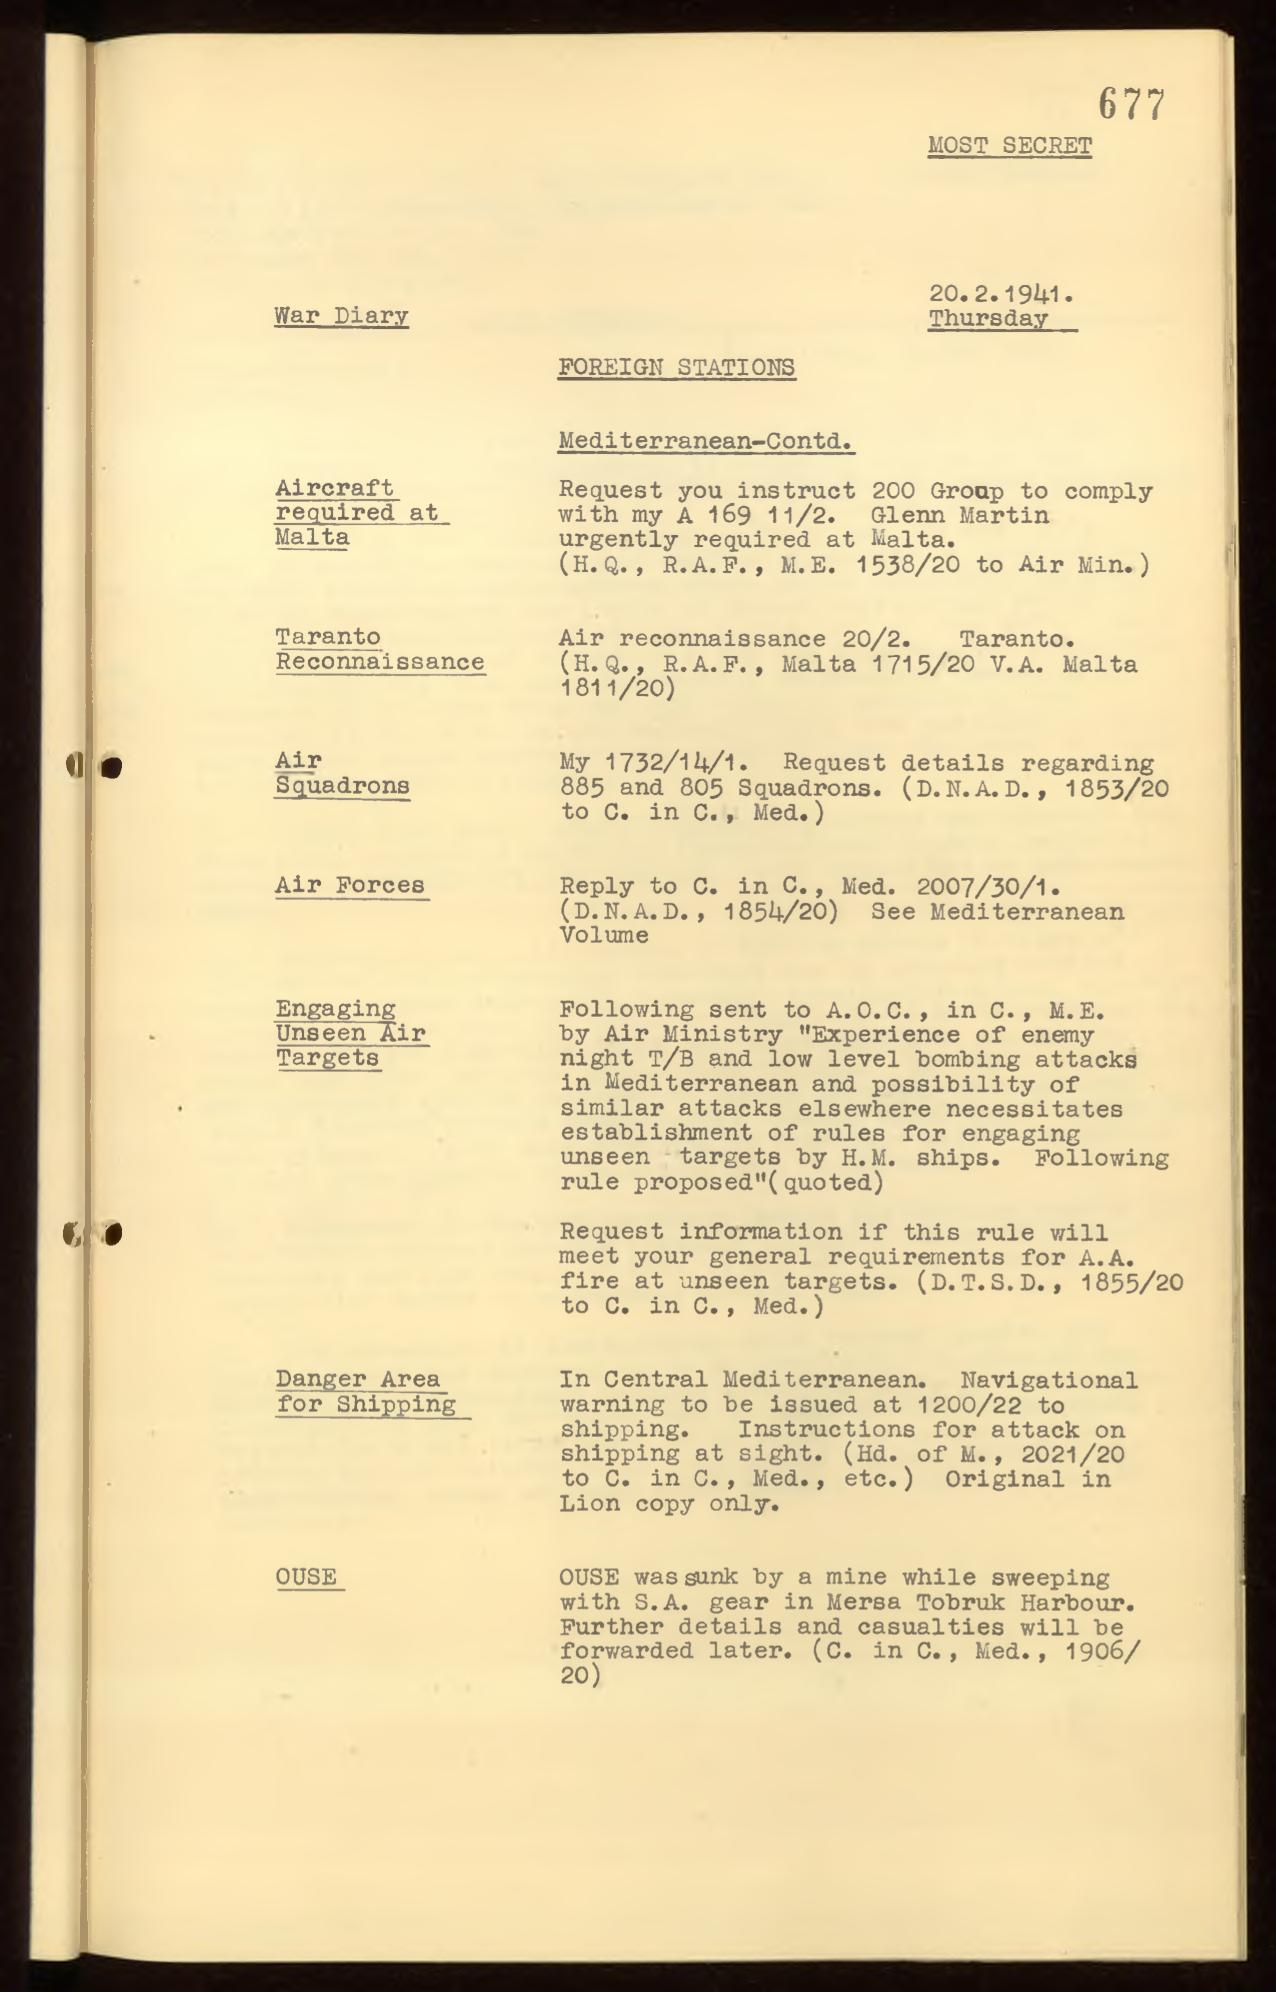 677
MOST SECRET
20.2.1941.
War Diary
Thursday
FOREIGN STATIONS
Mediterranean-Contd.
Aircraft
required at
Malta
Request you instruct 200 Group to comply
with my A 169 11/2. Glenn Martin
urgently required at Malta.
(H.Q., R.A.F., M.E. 1538/20 to Air Min.)
Taranto
Reconnaissance
Air reconnaissance 20/2. Taranto.
(H.Q., R.A.F., Malta 1715/20 V.A. Malta
1811/20)
Air
Squadrons
My 1732/14/1. Request details regarding
885 and 805 Squadrons. (D.N.A.D., 1853/20
to C. in C., Med.)
Air Forces
Reply to C. in C., Med. 2007/30/1.
(D.N.A.D., 1854/20) See Mediterranean
Volume
Engaging
Unseen Air
Targets
Following sent to A.O.C., in C., M.E.
by Air Ministry "Experience of enemy
night T/B and low level bombing attacks
in Mediterranean and possibility of
similar attacks elsewhere necessitates
establishment of rules for engaging
unseen targets by H.M. ships. Following
rule proposed"(quoted)
Request information if this rule will
meet your general requirements for A.A.
fire at unseen targets. (D.T.S.D., 1855/20
to C. in C., Med.)
Danger Area
for Shipping
In Central Mediterranean. Navigational
warning to be issued at 1200/22 to
shipping. Instructions for attack on
shipping at sight. (Hd. of M., 2021/20
to C. in C., Med., etc.) Original in
Lion copy only.
OUSE
OUSE was sunk by a mine while sweeping
with S.A. gear in Mersa Tobruk Harbour.
Further details and casualties will be
forwarded later. (C. in C., Med., 1906/
20)